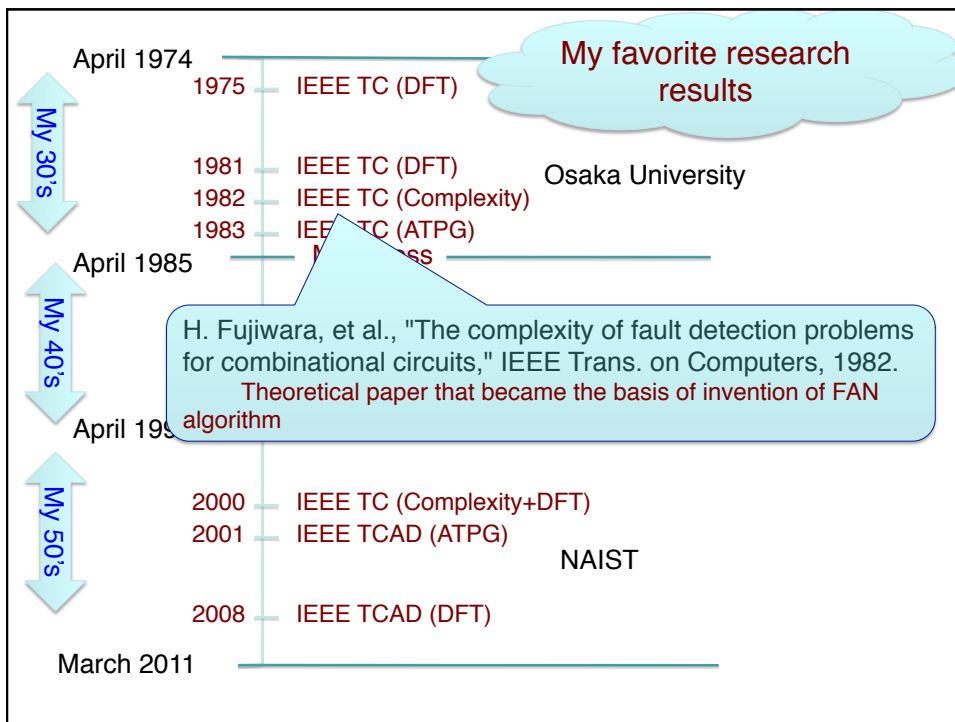 My favorite research
results
April 1974
1975 IEEE TC (DFT)
My 30's
1981 IEEE TC (DFT)
Osaka University
1982 IEEE TC (Complexity)
1983 IEEE TC (ATPG)
April 1985
H. Fujiwara, et al., "The complexity of fault detection problems
for combinational circuits," IEEE Trans. on Computers, 1982.
Theoretical paper that became the basis of invention of FAN
algorithm
My 40's
April 199
My 50's
2000 IEEE TC (Complexity+DFT)
2001 IEEE TCAD (ATPG)
NAIST
2008 IEEE TCAD (DFT)
March 2011